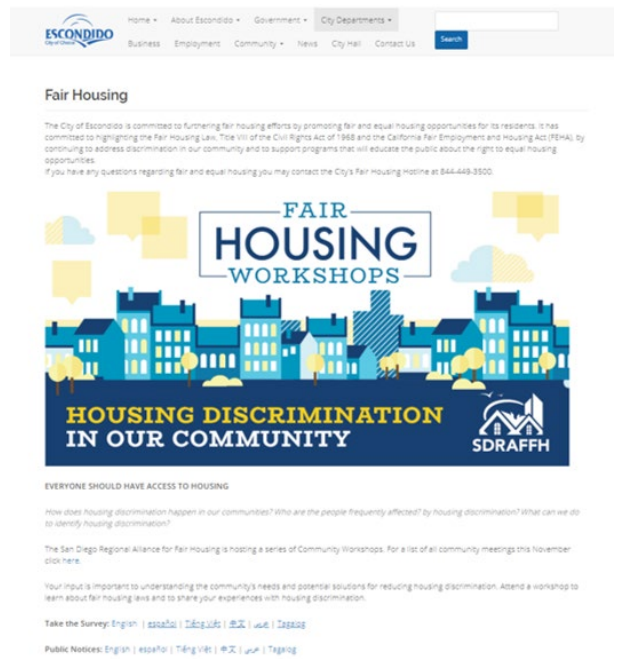 Home About Escondido Government City Departments
ESCONDIDO
City of Choice
Business Employment Community News City Hall Contact Us
Search
Fair Housing
The City of Escondido is committed to furthering fair housing efforts by promoting fair and equal housing opportunities for its residents. It has
committed to highlighting the Fair Housing Law, Title VIII of the Civil Rights Act of 1968 and the California Fair Employment and Housing Act (FEHA), by
continuing to address discrimination in our community and to support programs that will educate the public about the right to equal housing
opportunities.
If you have any questions regarding fair and equal housing you may contact the City's Fair Housing Hotline at 844-449-3500.
FAIR
HOUSING
WORKSHOPS
HOUSING DISCRIMINATION
IN OUR COMMUNITY
SDRAFFH
EVERYONE SHOULD HAVE ACCESS TO HOUSING
How does housing discrimination happen in our communities? Who are the people frequently affected? by housing discrimination? What can we do
to identify housing discrimination?
The San Diego Regional Alliance for Fair Housing is hosting a series of Community Workshops. For a list of all community meetings this November
click here.
Your input is important to understanding the community's needs and potential solutions for reducing housing discrimination. Attend a workshop to
learn about fair housing laws and to share your experiences with housing discrimination.
Take the Survey: English | español | Tiếng Việt | 中文 | عربى | Tagalog
Public Notices: English | español | Tiếng Việt | 中文 | عربى | Tagalog